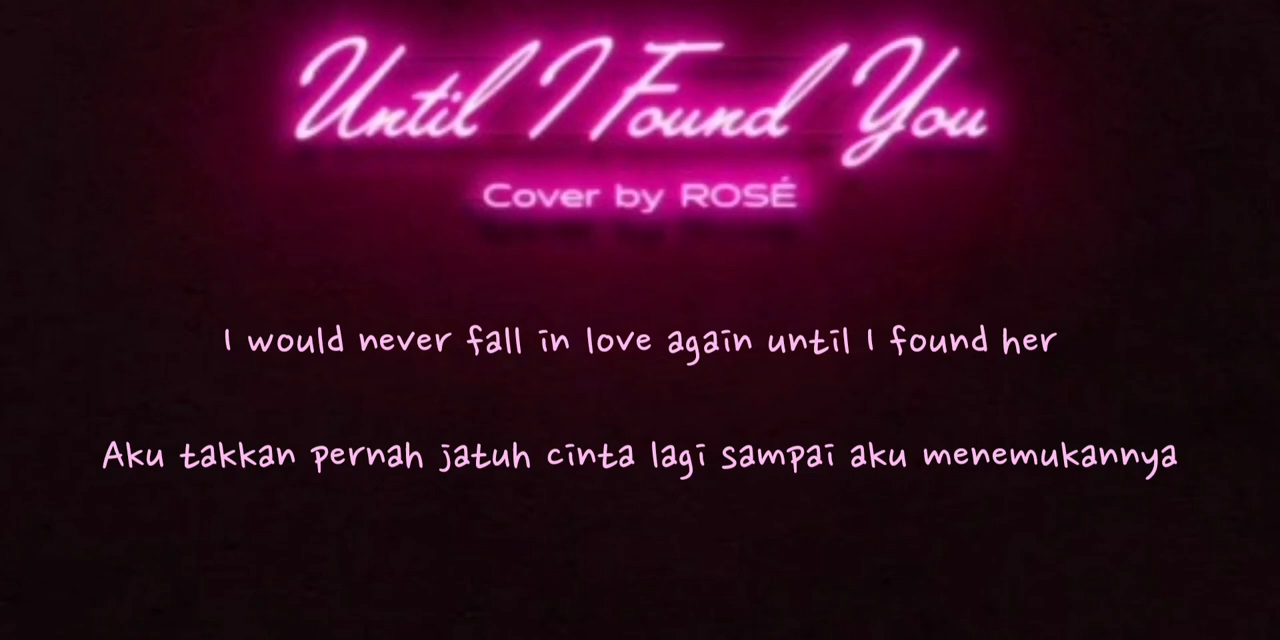 Until I Found You
Cover by ROSÉ
I would never fall in love again until I found her
Aku takkan pernah jatuh cinta lagi sampai aku menemukannya